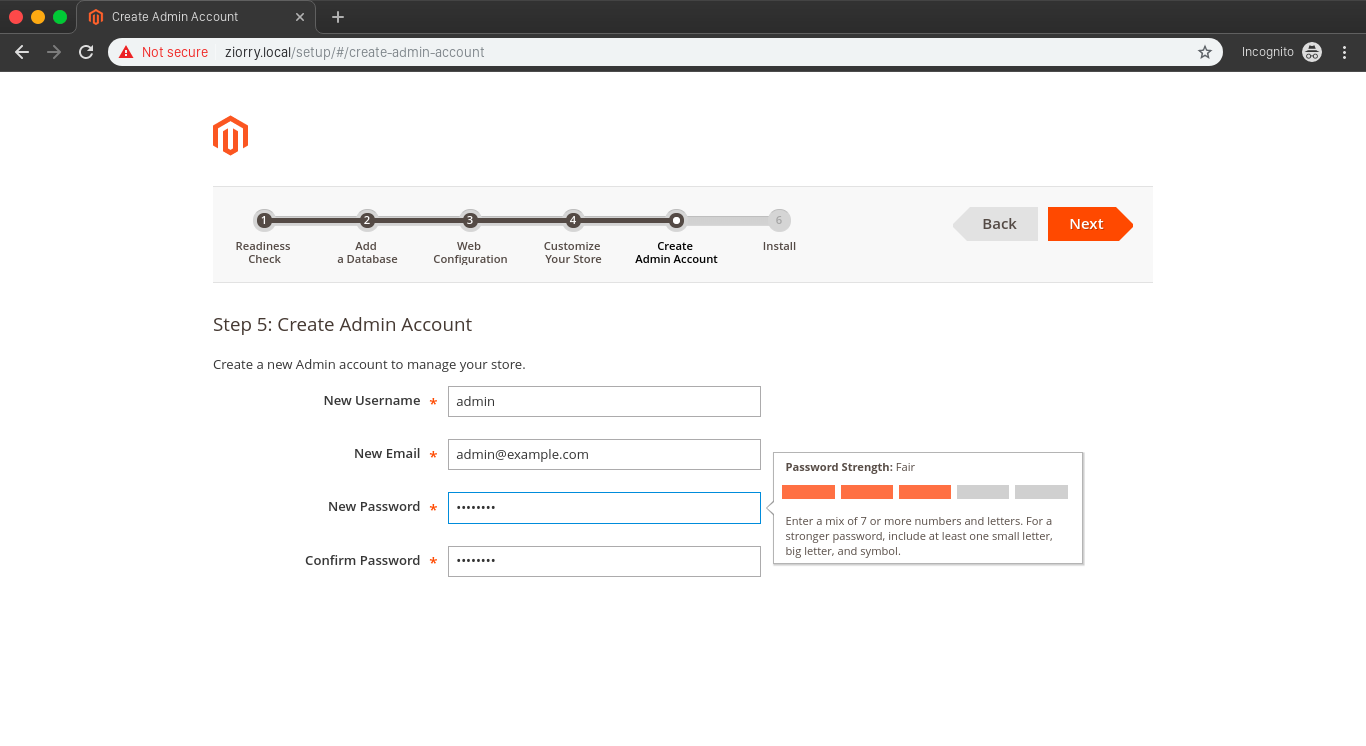 Create Admin Account
Not secure ziorry.local/setup/#/create-admin-account Incognito
1 2 3 4 6
Readiness Check
Add a Database
Web Configuration
Customize Your Store
Create Admin Account
Install
Back
Next
Step 5: Create Admin Account
Create a new Admin account to manage your store.
New Username * admin
New Email * admin@example.com
New Password * ••••••••
Password Strength: Fair
Enter a mix of 7 or more numbers and letters. For a
stronger password, include at least one small letter,
big letter, and symbol.
Confirm Password * ••••••••